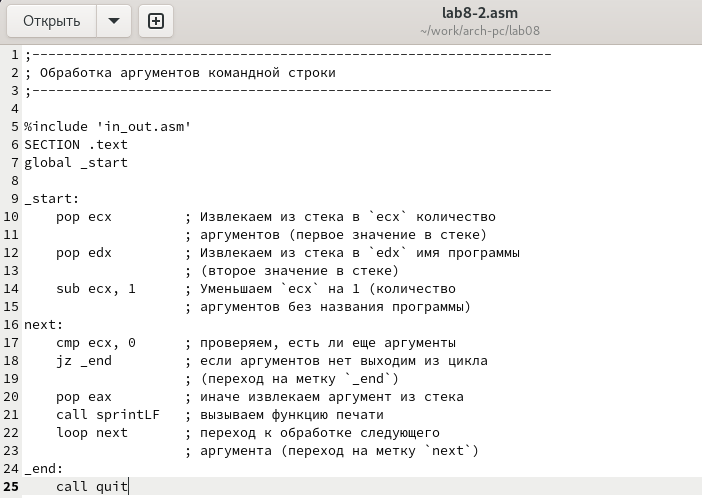 Открыть
lab8-2.asm
~/work/arch-pc/lab08
1 ;-----------------------------------------------------------------
2 ; Обработка аргументов командной строки
3 ;-----------------------------------------------------------------
4
5 %include 'in_out.asm'
6 SECTION .text
7 global _start
8
9 _start:
10     pop ecx         ; Извлекаем из стека в `ecx` количество
11                     ; аргументов (первое значение в стеке)
12     pop edx         ; Извлекаем из стека в `edx` имя программы
13                     ; (второе значение в стеке)
14     sub ecx, 1      ; Уменьшаем `ecx` на 1 (количество
15                     ; аргументов без названия программы)
16 next:
17     cmp ecx, 0      ; проверяем, есть ли еще аргументы
18     jz _end         ; если аргументов нет выходим из цикла
19                     ; (переход на метку `_end`)
20     pop eax         ; иначе извлекаем аргумент из стека
21     call sprintLF   ; вызываем функцию печати
22     loop next       ; переход к обработке следующего
23                     ; аргумента (переход на метку `next`)
24 _end:
25     call quit